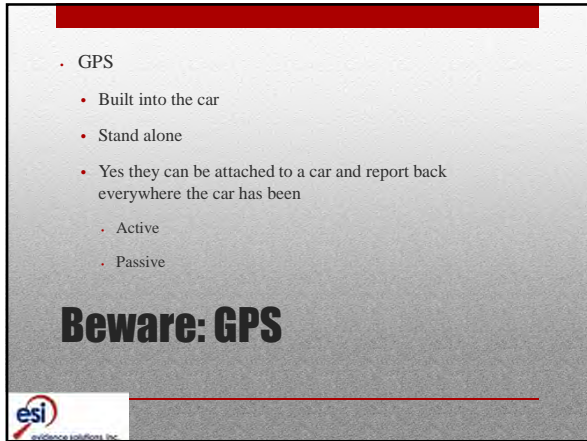 GPS
Built into the car
Stand alone
Yes they can be attached to a car and report back
everywhere the car has been
Active
Passive
Beware: GPS
esi
evidence solutions, inc.